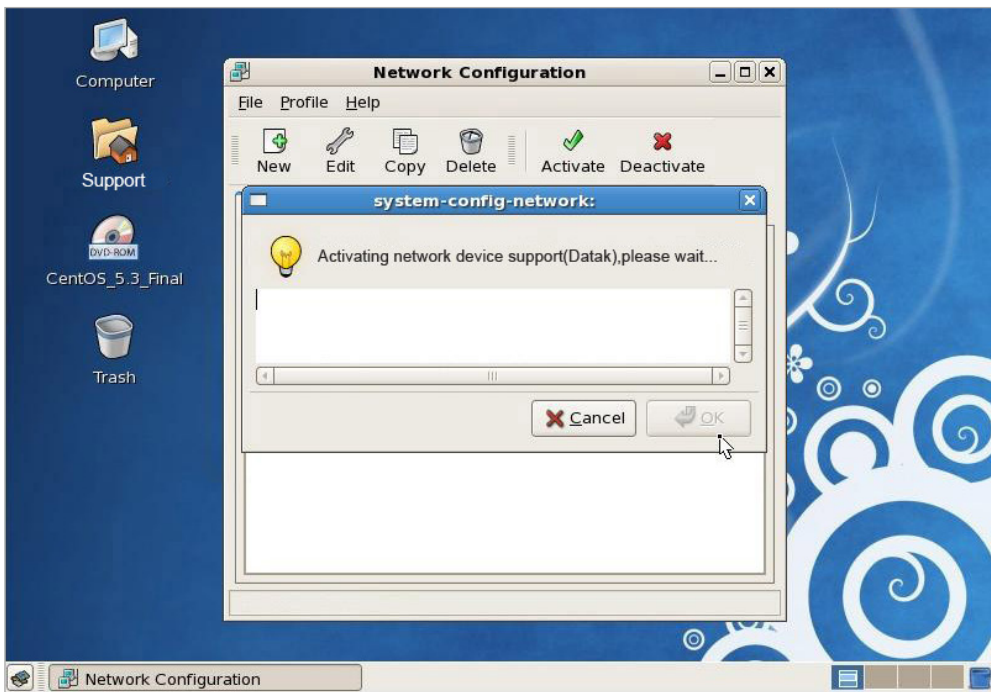 Computer
Support
DVD-ROM
CentOS_5.3_Final
Trash
Network Configuration
File Profile Help
New Edit Copy Delete Activate Deactivate
system-config-network:
Activating network device support(Datak),please wait...
Cancel OK
Network Configuration